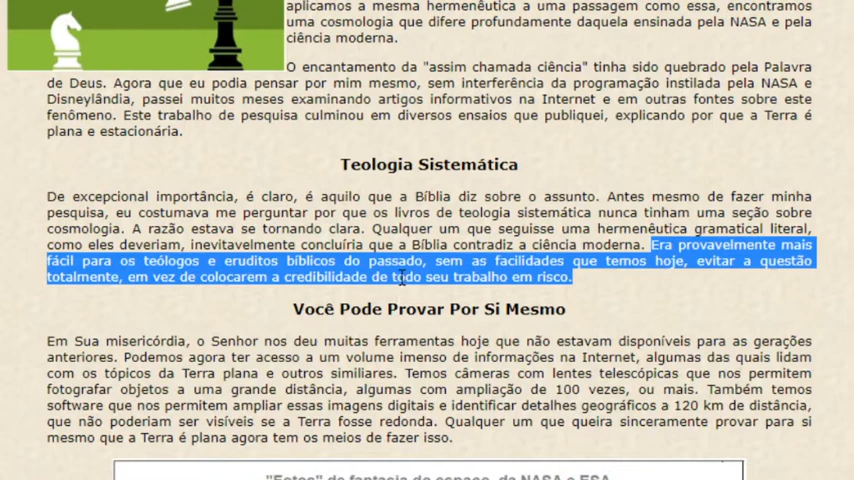 aplicamos a mesma hermenêutica a uma passagem como essa, encontramos
uma cosmologia que difere profundamente daquela ensinada pela NASA e pela
ciência moderna.
O encantamento da "assim chamada ciência" tinha sido quebrado pela Palavra
de Deus. Agora que eu podia pensar por mim mesmo, sem interferência da programação instilada pela NASA e
Disneylândia, passei muitos meses examinando artigos informativos na Internet e em outras fontes sobre este
fenômeno. Este trabalho de pesquisa culminou em diversos ensaios que publiquei, explicando por que a Terra é
plana e estacionária.
Teologia Sistemática
De excepcional importância, é claro, é aquilo que a Bíblia diz sobre o assunto. Antes mesmo de fazer minha
pesquisa, eu costumava me perguntar por que os livros de teologia sistemática nunca tinham uma seção sobre
cosmologia. A razão estava se tornando clara. Qualquer um que seguisse uma hermenêutica gramatical literal,
como eles deveriam, inevitavelmente concluíria que a Bíblia contradiz a ciência moderna. Era provavelmente mais
fácil para os teólogos e eruditos bíblicos do passado, sem as facilidades que temos hoje, evitar a questão
totalmente, em vez de colocarem a credibilidade de todo seu trabalho em risco.
Você Pode Provar Por Si Mesmo
Em Sua misericórdia, o Senhor nos deu muitas ferramentas hoje que não estavam disponíveis para as gerações
anteriores. Podemos agora ter acesso a um volume imenso de informações na Internet, algumas das quais lidam
com os tópicos da Terra plana e outros similiares. Temos câmeras com lentes telescópicas que nos permitem
fotografar objetos a uma grande distância, algumas com ampliação de 100 vezes, ou mais. Também temos
software que nos permitem ampliar essas imagens digitais e identificar detalhes geográficos a 120 km de distância,
que não poderiam ser visíveis se a Terra fosse redonda. Qualquer um que queira sinceramente provar para si
mesmo que a Terra é plana agora tem os meios de fazer isso.
"Fotos" de fantasia do espaço, da NASA e ESA